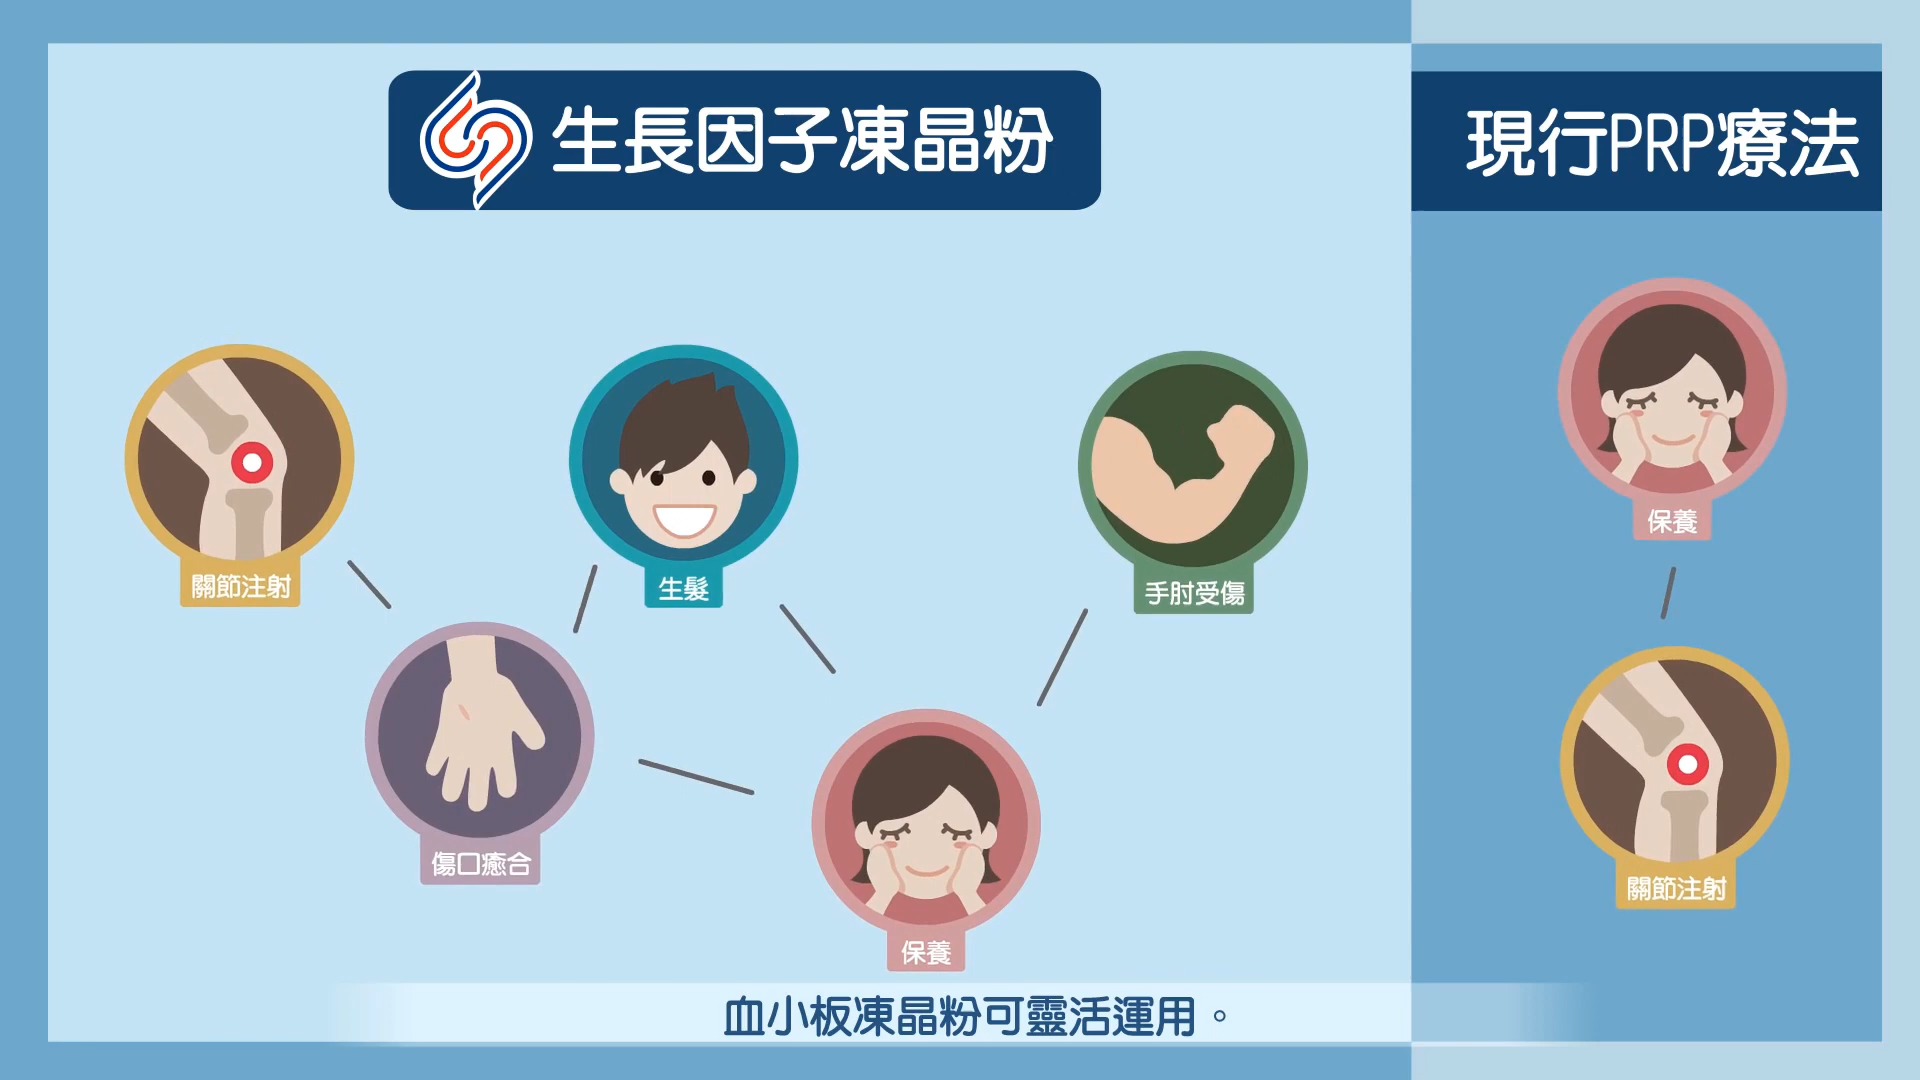 生長因子凍晶粉
現行PRP療法
關節注射
生髮
手肘受傷
傷口癒合
保養
保養
關節注射
血小板凍晶粉可靈活運用。